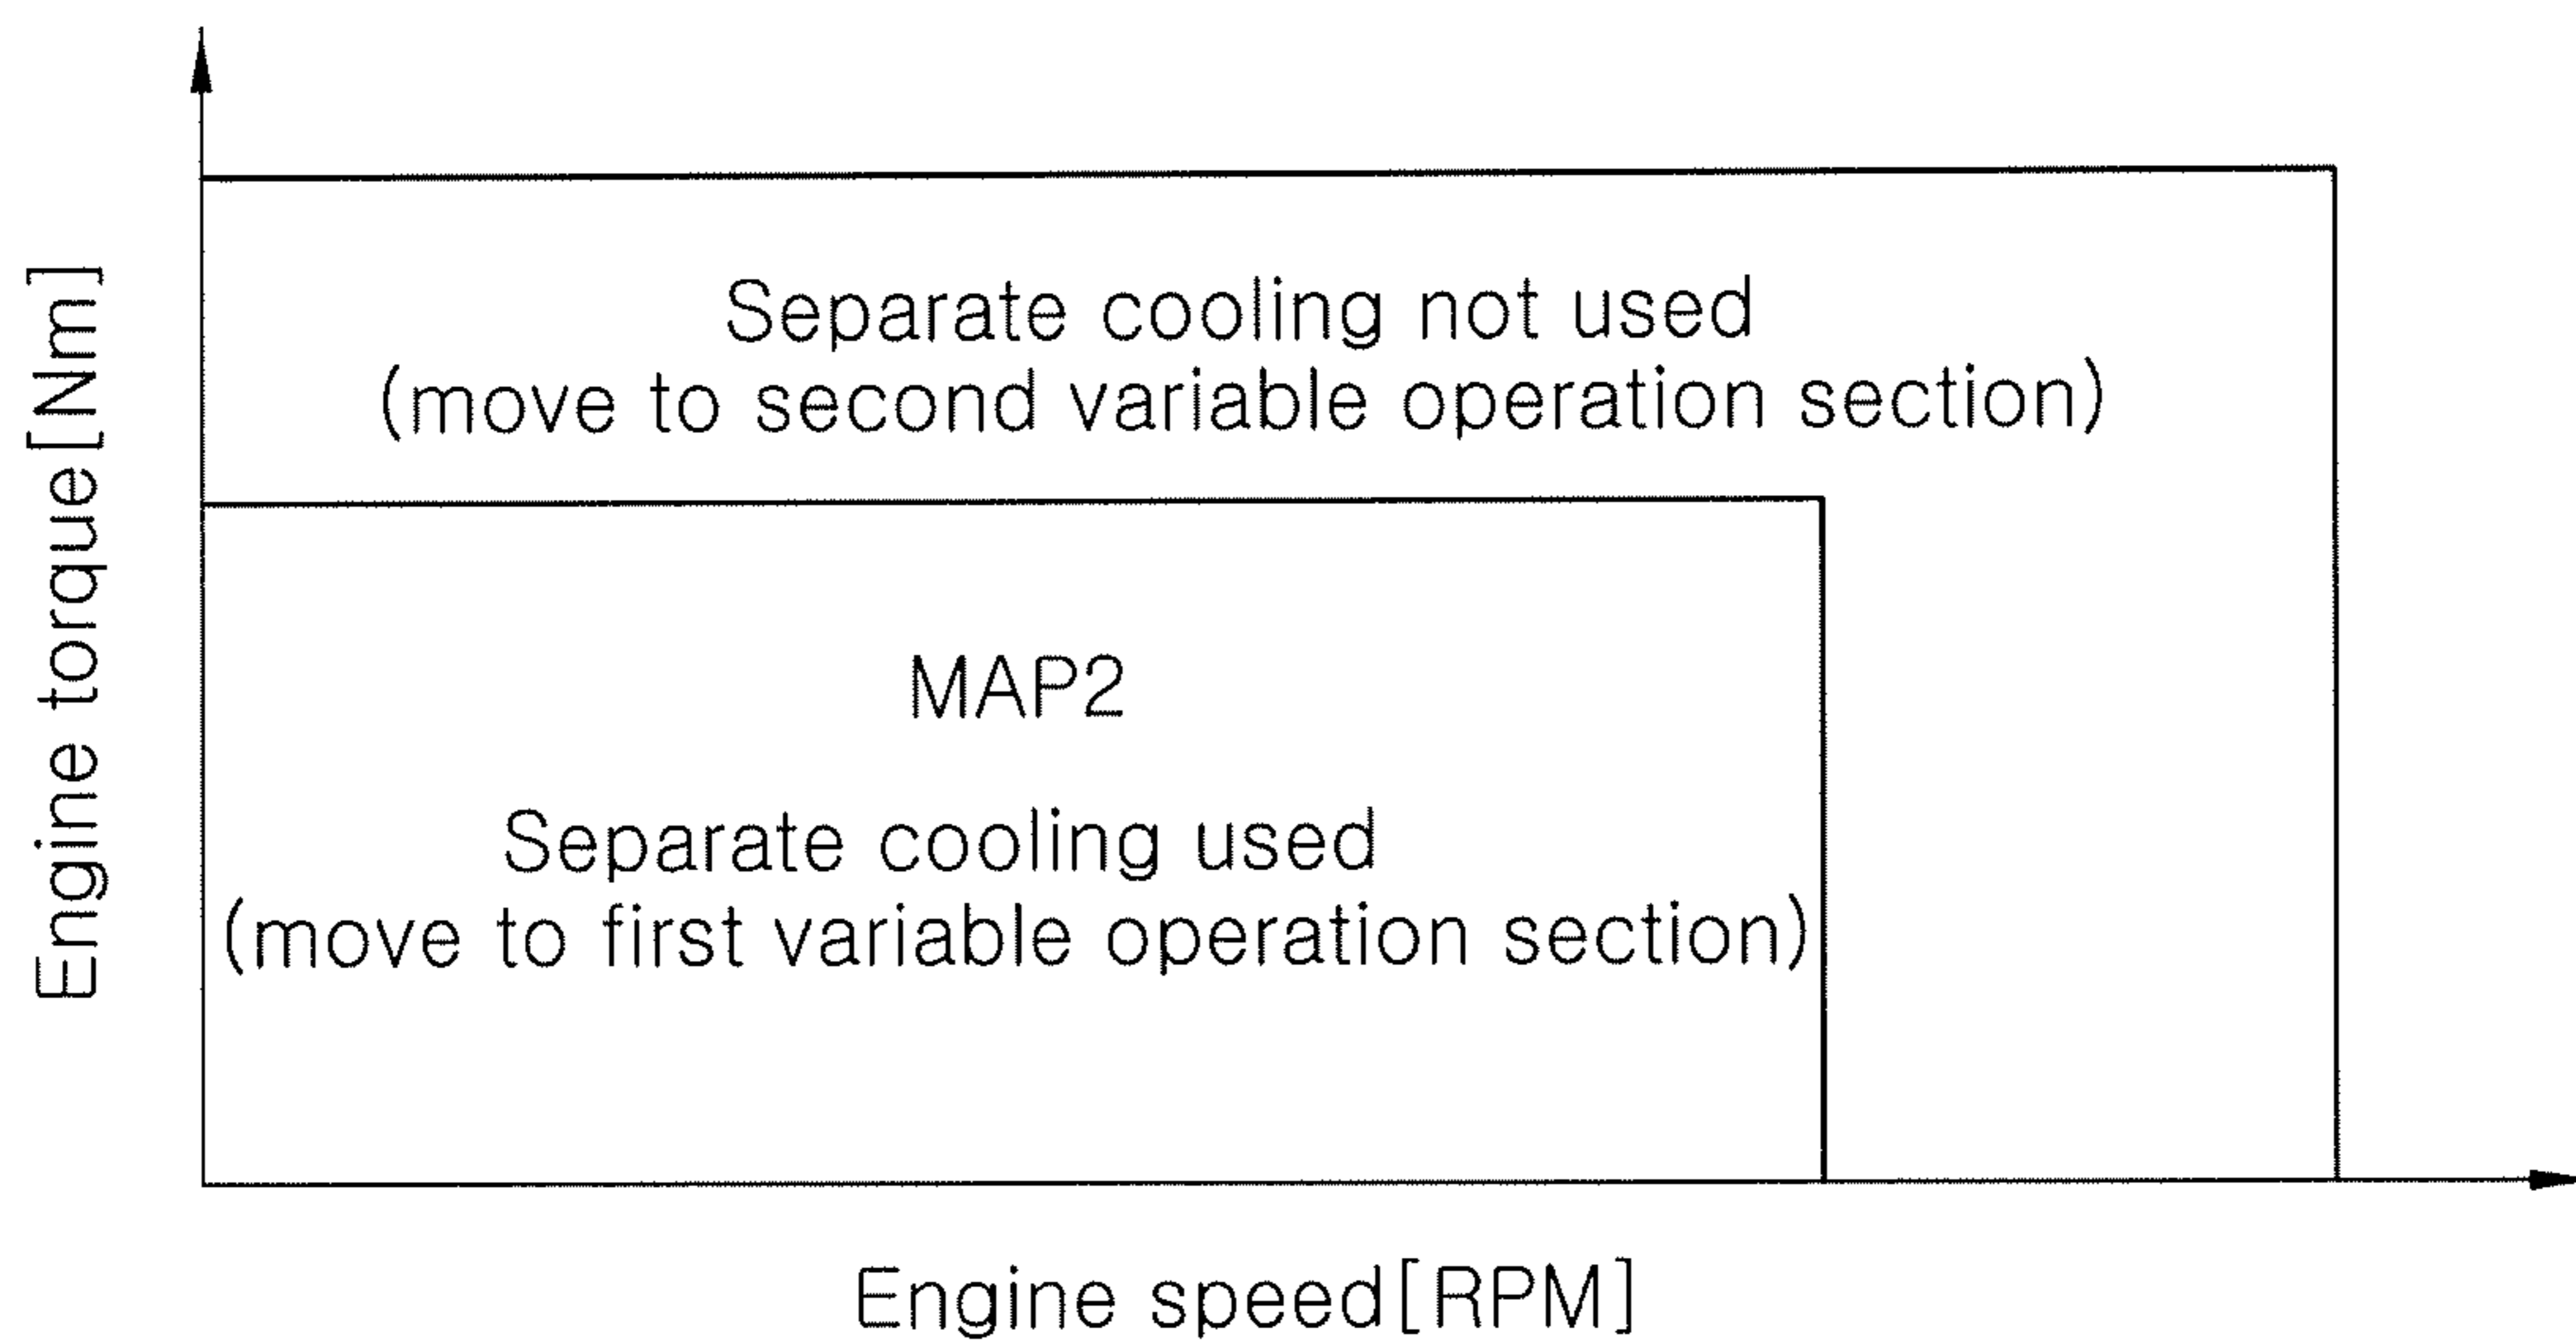 Engine torque[Nm]
Separate cooling not used
(move to second variable operation section)
MAP2
Separate cooling used
(move to first variable operation section)
Engine speed[RPM]